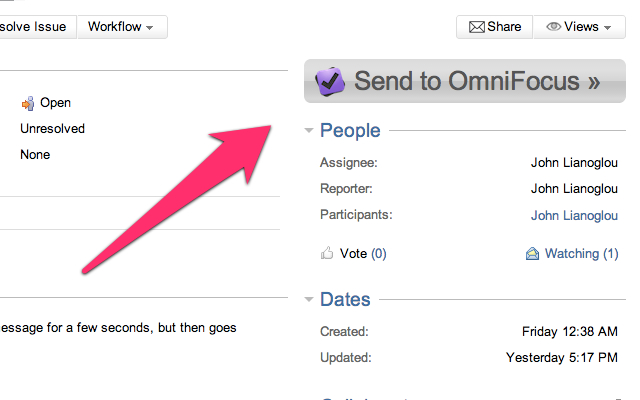 solve Issue
Workflow
Share
Views
Send to OmniFocus »
Open
Unresolved
None
People
Assignee: John Lianoglou
Reporter: John Lianoglou
Participants: John Lianoglou
Vote (0) Watching (1)
Dates
Created: Friday 12:38 AM
Updated: Yesterday 5:17 PM
essage for a few seconds, but then goes